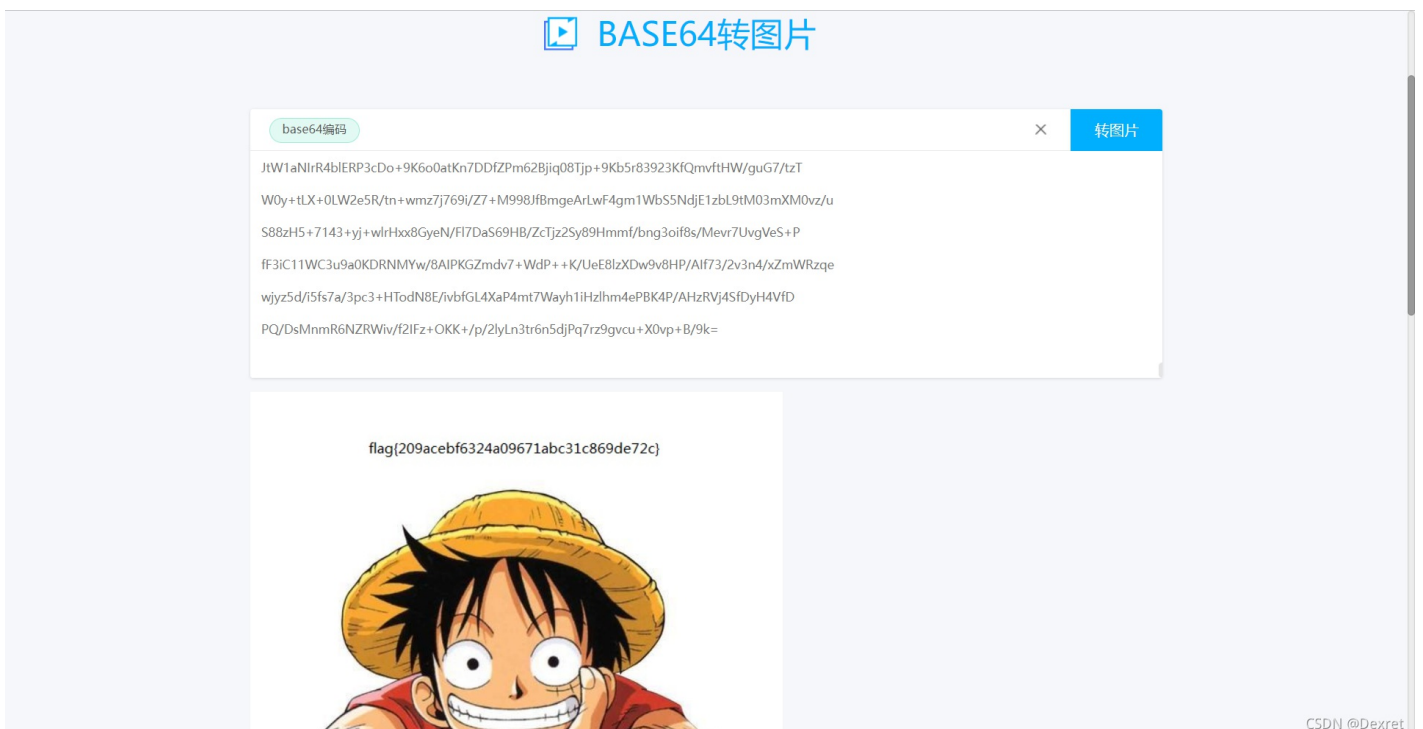 BASE64转图片
base64编码
转图片
JtW1aNIrR4blERP3cDo+9K6o0atKn7DDfZPm62Bjiq08Tjp+9Kb5r83923KfQmvftHW/guG7/tzT
W0y+tLX+0LW2e5R/tn+wmz7j769i/Z7+M998JfBmgeArLwF4gm1WbS5NdjE1zbL9tM03mXM0vz/u
S88zH5+7143+yj+wlrHxx8GyeN/Fl7DaS69HB/ZcTjz2Sy89Hmmf/bng3oif8s/Mevr7UvgVeS+P
fF3iC11WC3u9a0KDRNMYw/8AIPKGZmdv7+WdP++K/UeE8lzXDw9v8HP/AIf73/2v3n4/xZmWRzqe
wjyz5d/i5fs7a/3pc3+HTodN8E/ivbfGL4XaP4mt7Wayh1iHzlhm4ePBK4P/AHzRVj4SfDyH4VfD
PQ/DsMnmR6NZRWiv/f2IFz+OKK+/p/2lyLn3tr6n5djPq7rz9gvcu+X0vp+B/9k=
flag{209acebf6324a09671abc31c869de72c}
CSDN @Dexret